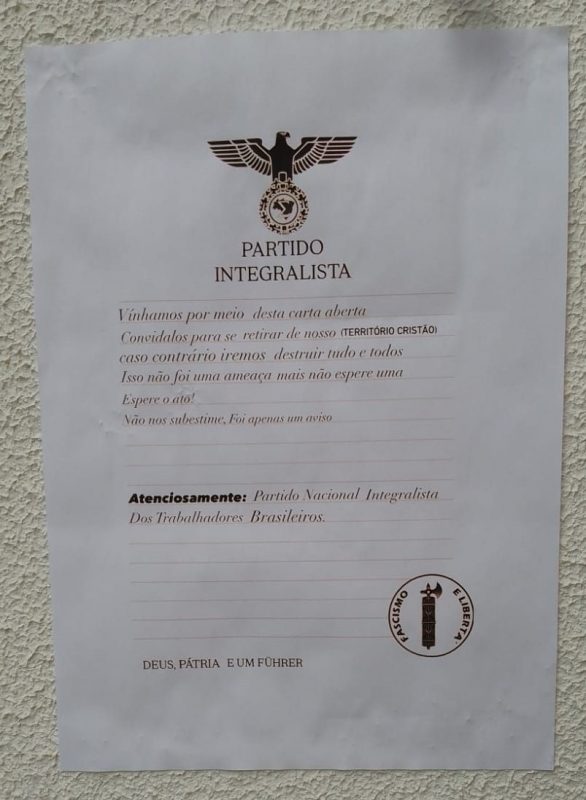 PARTIDO
INTEGRALISTA
Vínhamos por meio desta carta aberta
Convidalos para se retirar de nosso (TERRITÓRIO CRISTÃO)
caso contrário iremos destruir tudo e todos
Isso não foi uma ameaça mais não espere uma
Espere o ato!
Não nos subestime, Foi apenas um aviso
Atenciosamente: Partido Nacional Integralista
Dos Trabalhadores Brasileiros.
FASCISMO E LIBERTA'
DEUS, PÁTRIA E UM FÜHRER